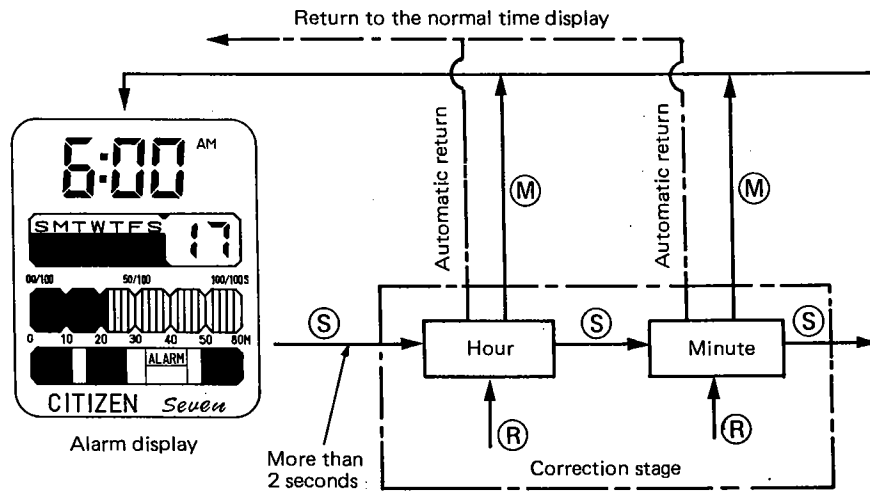 Return to the normal time display
6:00 AM
SMTWTFS 17
00/100 50/100 100/100S
0 10 20 30 40 50 60M
ALARM
CITIZEN Seven
Alarm display
Automatic return
M
Automatic return
M
S
Hour
S
Minute
S
R
R
More than
2 seconds
Correction stage